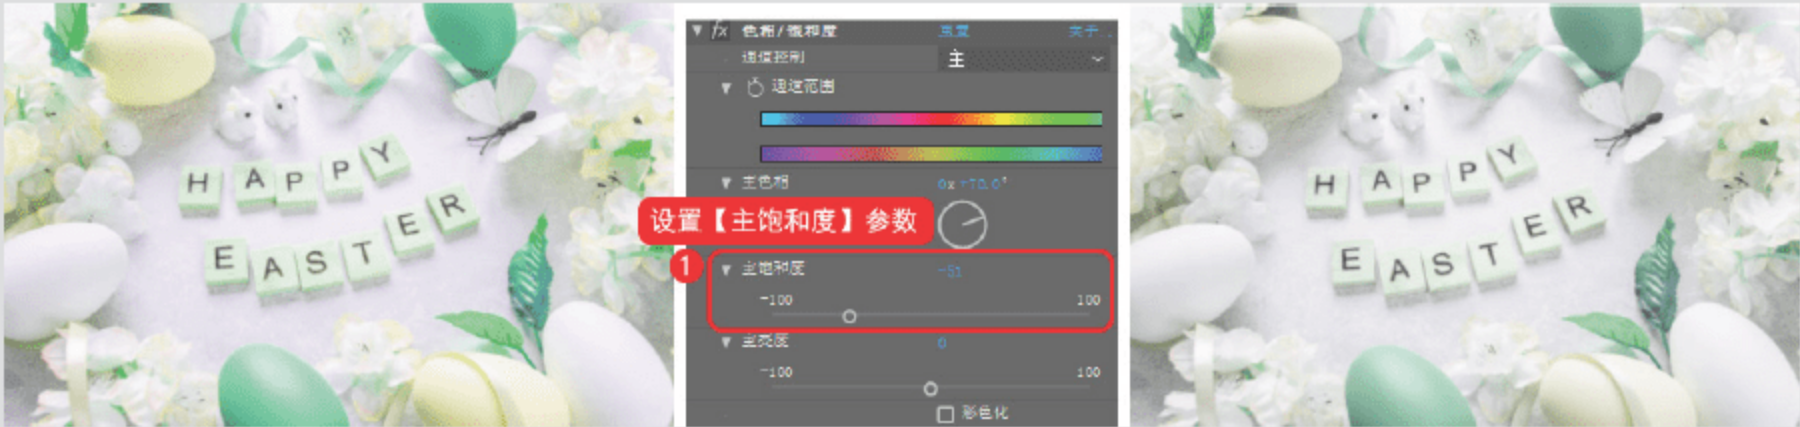 HAPPY
EASTER
fx 色相/饱和度 重置 关于...
通道控制 主
通道范围
主色相 0x +70.0°
设置【主饱和度】参数
1
主饱和度 -51
-100 100
主亮度 0
-100 100
彩色化
HAPPY
EASTER